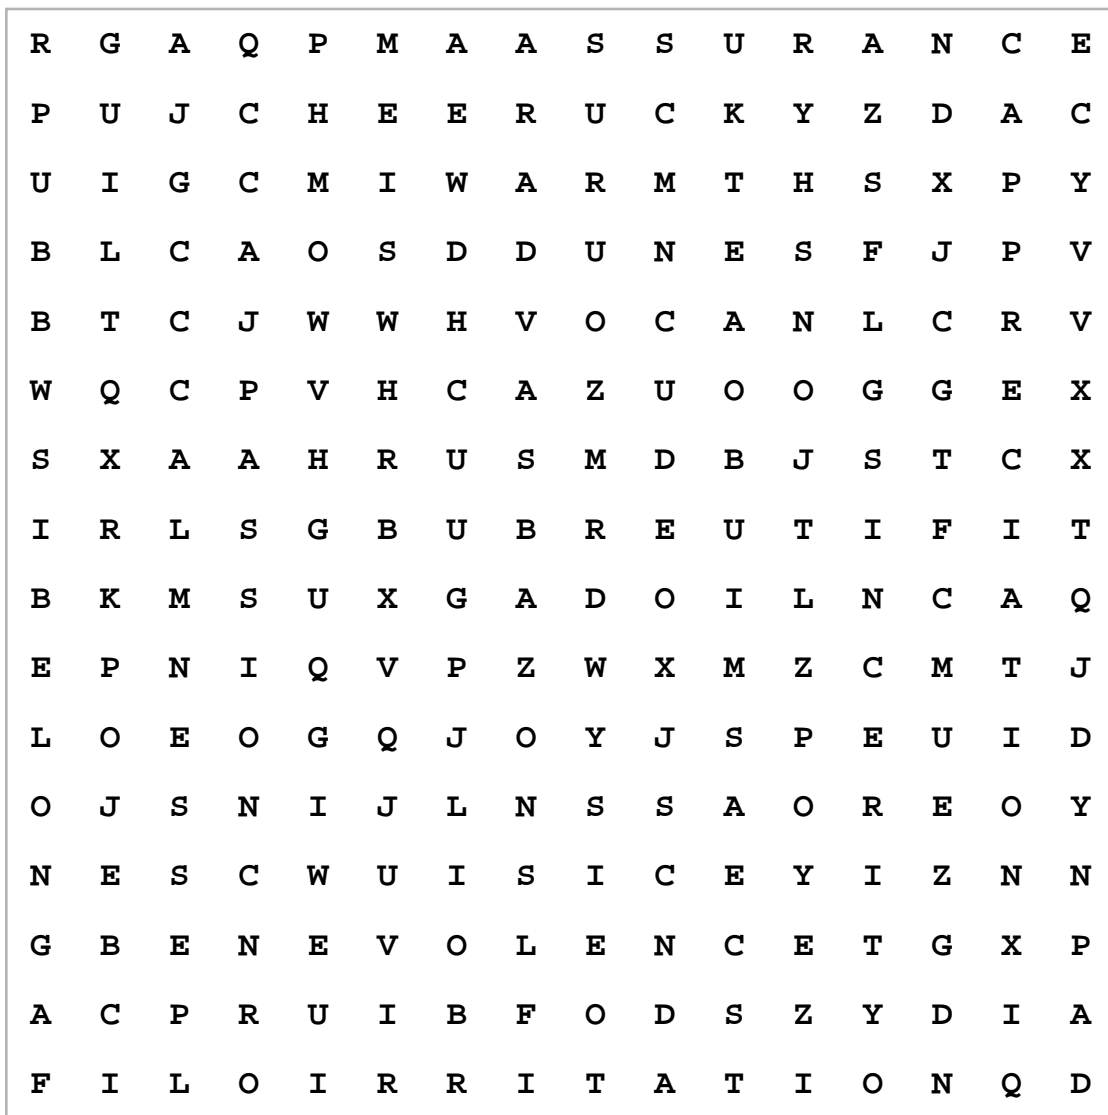 R G A Q P M A A S S U R A N C E
P U J C H E E R U C K Y Z D A C
U I G C M I W A R M T H S X P Y
B L C A O S D D U N E S F J P V
B T C J W W H V O C A N L C R V
W Q C P V H C A Z U O O G G E X
S X A A H R U S M D B J S T C X
I R L S G B U B R E U T I F I T
B K M S U X G A D O I L N C A Q
E P N I Q V P Z W X M Z C M T J
L O E O G Q J O Y J S P E U I D
O J S N I J L N S S A O R E O Y
N E S C W U I S I C E Y I Z N N
G B E N E V O L E N C E T G X P
A C P R U I B F O D S Z Y D I A
F I L O I R R I T A T I O N Q D